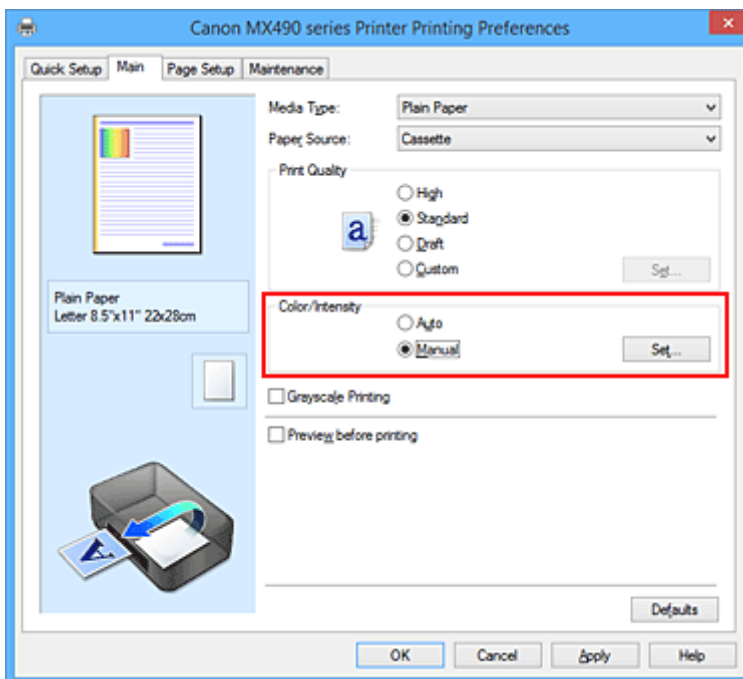 Canon MX490 series Printer Printing Preferences
Quick Setup Main Page Setup Maintenance
Media Type: Plain Paper
Paper Source: Cassette
Print Quality
High
Standard
Draft
Custom Set...
a
Plain Paper
Letter 8.5"x11" 22x28cm
Color/Intensity
Auto
Manual Set...
Grayscale Printing
Preview before printing
A
Defaults
OK Cancel Apply Help